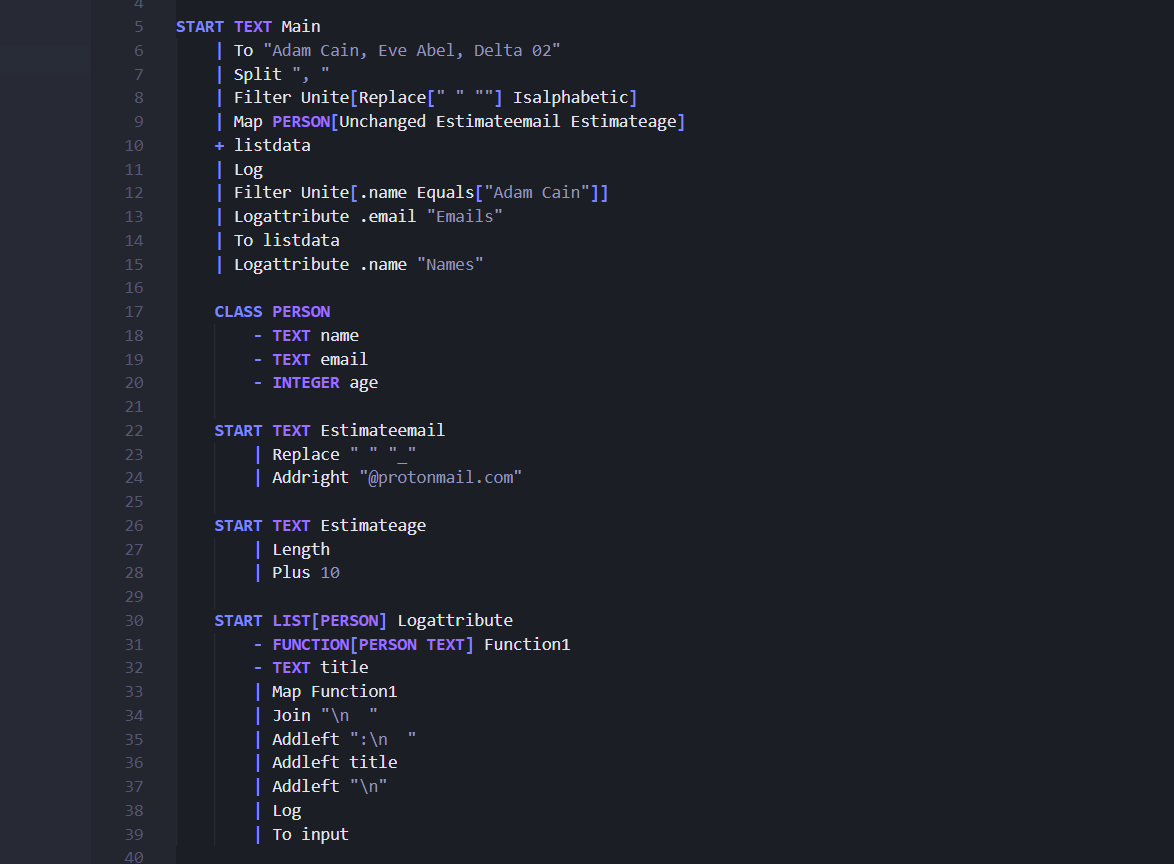 4
5 START TEXT Main
6 | To "Adam Cain, Eve Abel, Delta 02"
7 | Split ", "
8 | Filter Unite[Replace[" " ""] Isalphabetic]
9 | Map PERSON[Unchanged Estimateemail Estimateage]
10 + listdata
11 | Log
12 | Filter Unite[.name Equals["Adam Cain"]]
13 | Logattribute .email "Emails"
14 | To listdata
15 | Logattribute .name "Names"
16
17 CLASS PERSON
18 - TEXT name
19 - TEXT email
20 - INTEGER age
21
22 START TEXT Estimateemail
23 | Replace " " "_"
24 | Addright "@protonmail.com"
25
26 START TEXT Estimateage
27 | Length
28 | Plus 10
29
30 START LIST[PERSON] Logattribute
31 - FUNCTION[PERSON TEXT] Function1
32 - TEXT title
33 | Map Function1
34 | Join "\n  "
35 | Addleft ":\n  "
36 | Addleft title
37 | Addleft "\n"
38 | Log
39 | To input
40